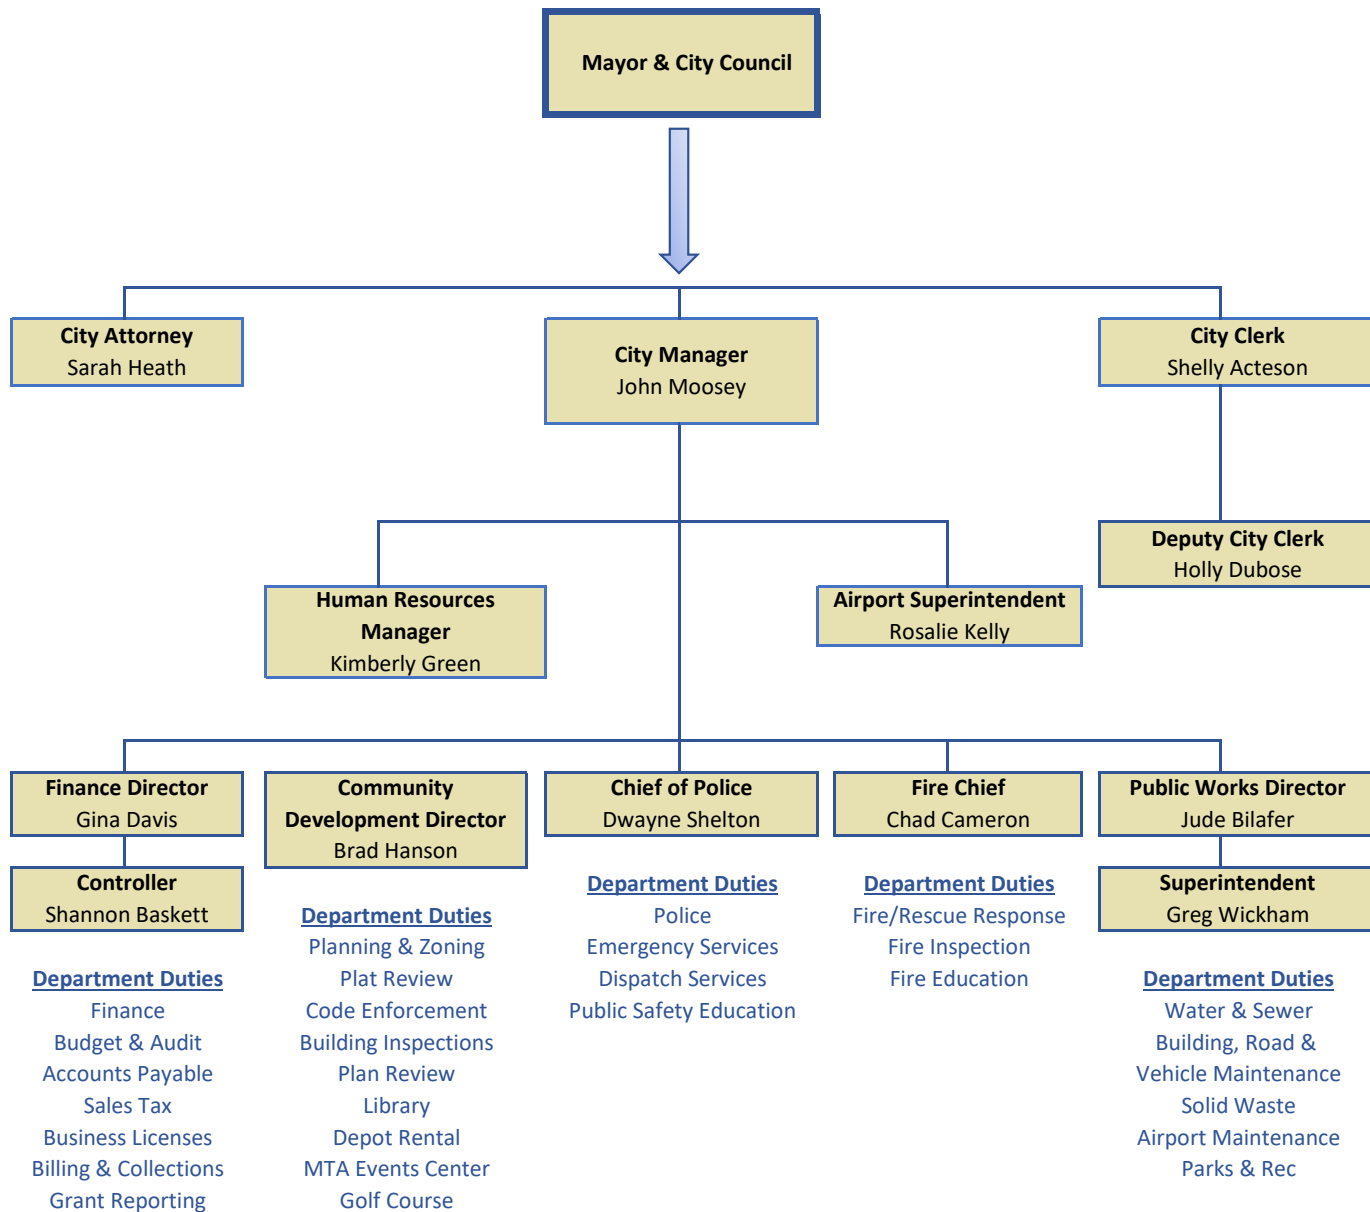 Mayor & City Council
City Attorney
Sarah Heath
City Manager
John Moosey
City Clerk
Shelly Acteson
Deputy City Clerk
Holly Dubose
Human Resources
Manager
Kimberly Green
Airport Superintendent
Rosalie Kelly
Finance Director
Gina Davis
Controller
Shannon Baskett
Department Duties
Finance
Budget & Audit
Accounts Payable
Sales Tax
Business Licenses
Billing & Collections
Grant Reporting
Community
Development Director
Brad Hanson
Department Duties
Planning & Zoning
Plat Review
Code Enforcement
Building Inspections
Plan Review
Library
Depot Rental
MTA Events Center
Golf Course
Chief of Police
Dwayne Shelton
Department Duties
Police
Emergency Services
Dispatch Services
Public Safety Education
Fire Chief
Chad Cameron
Department Duties
Fire/Rescue Response
Fire Inspection
Fire Education
Public Works Director
Jude Bilafer
Superintendent
Greg Wickham
Department Duties
Water & Sewer
Building, Road &
Vehicle Maintenance
Solid Waste
Airport Maintenance
Parks & Rec